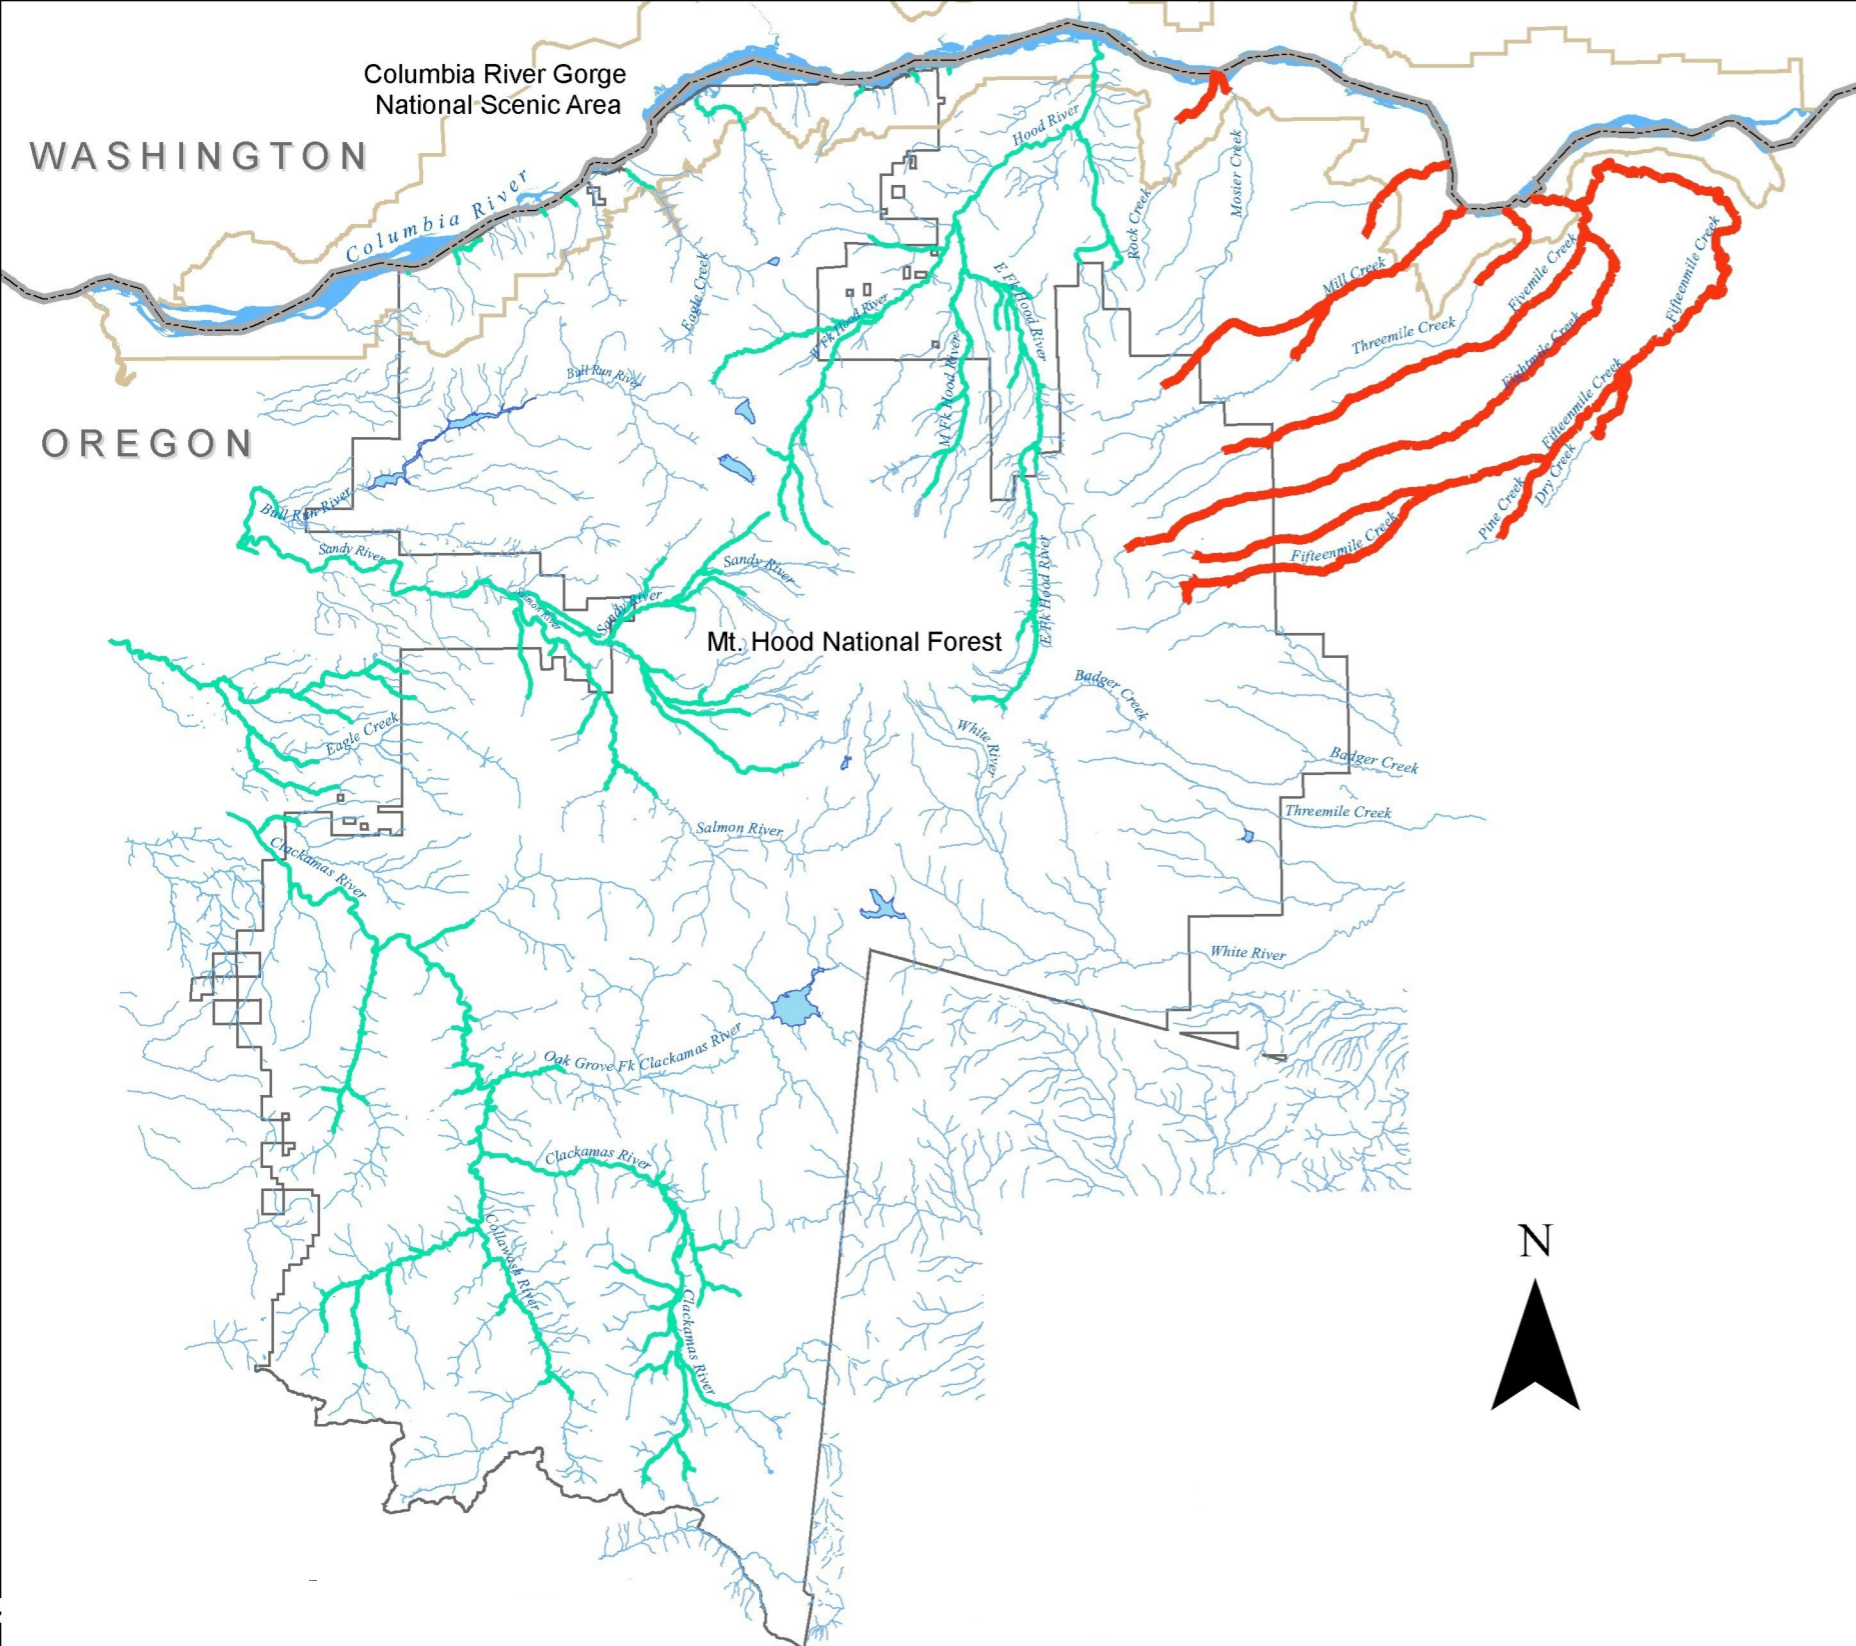 Columbia River Gorge
National Scenic Area
WASHINGTON
Columbia River
Hood River
Mosier Creek
Rock Creek
Eagle Creek
E Fk Hood River
Mill Creek
Fivemile Creek
Fifteenmile Creek
Fk Hood River
Threemile Creek
M Fk Hood River
Eightmile Creek
Bull Run River
OREGON
Fifteenmile Creek
Dry Creek
Pine Creek
Bull Run River
Sandy River
Sandy River
Fifteenmile Creek
Salmon River
Sandy River
E Fk Hood River
Mt. Hood National Forest
Badger Creek
Eagle Creek
White River
Badger Creek
Threemile Creek
Salmon River
Clackamas River
White River
Oak Grove Fk Clackamas River
Clackamas River
Collawash River
Clackamas River
N